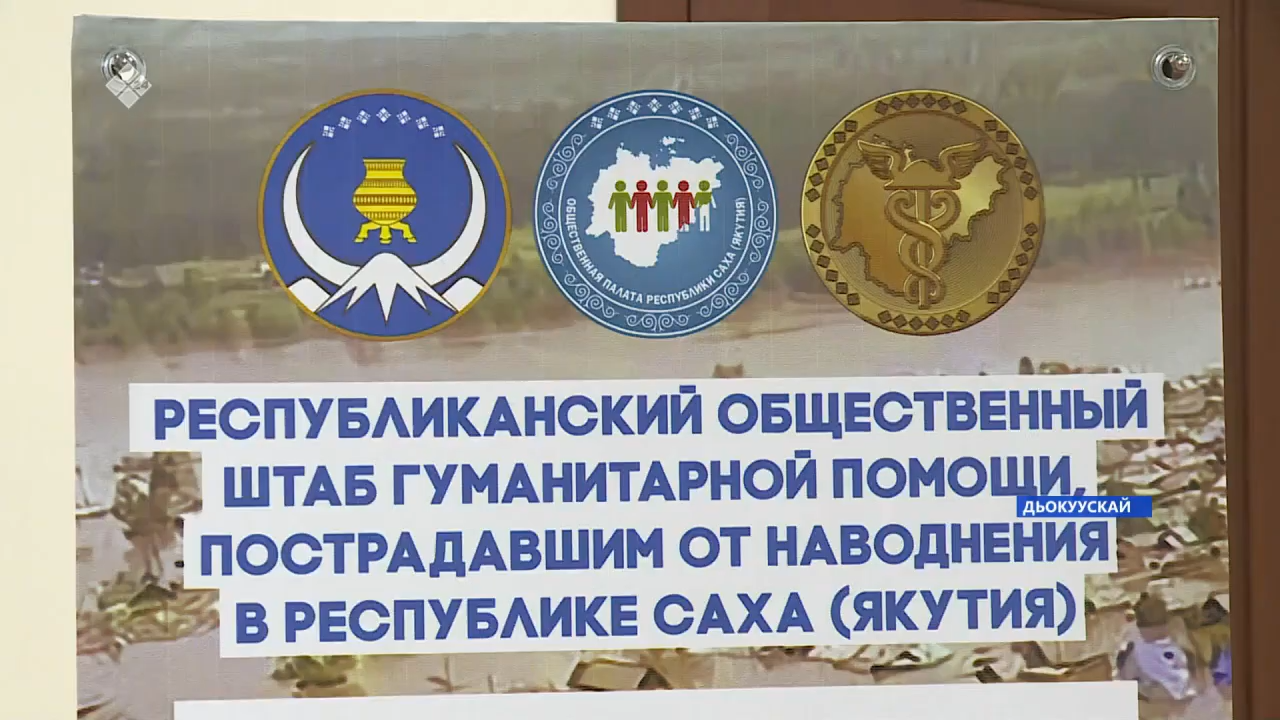 ОБЩЕСТВЕННАЯ ПАЛАТА РЕСПУБЛИКИ САХА (ЯКУТИЯ)
РЕСПУБЛИКАНСКИЙ ОБЩЕСТВЕННЫЙ
ШТАБ ГУМАНИТАРНОЙ ПОМОЩИ,
ДЬОКУУСКАЙ
ПОСТРАДАВШИМ ОТ НАВОДНЕНИЯ
В РЕСПУБЛИКЕ САХА (ЯКУТИЯ)